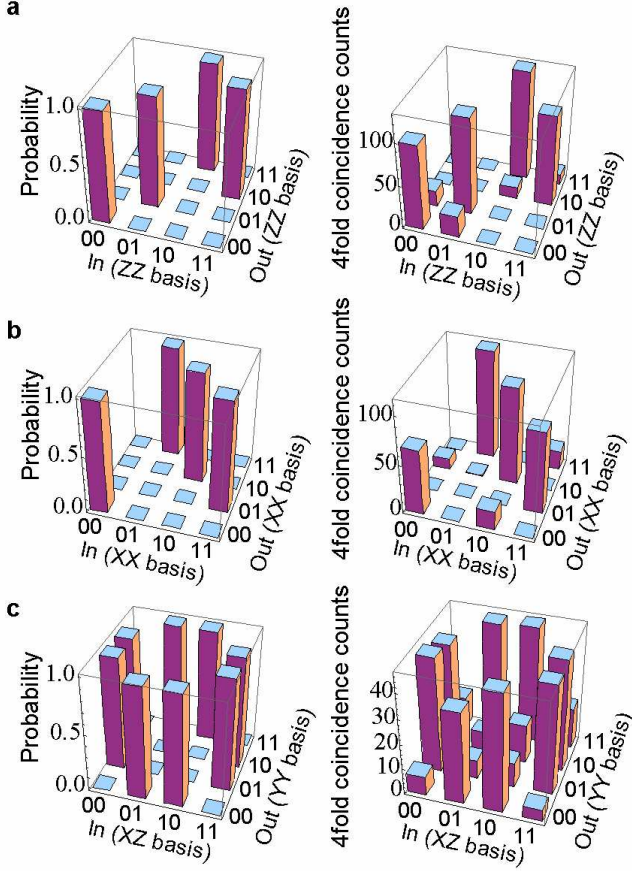 a
Probability
1.0
0.5
0.0
00 01 10 11
In (ZZ basis)
00 01 10 11
Out (ZZ basis)
4fold coincidence counts
100
50
0
00 01 10 11
In (ZZ basis)
00 01 10 11
Out (ZZ basis)
b
Probability
1.0
0.5
0.0
00 01 10 11
In (XX basis)
00 01 10 11
Out (XX basis)
4fold coincidence counts
100
50
0
00 01 10 11
In (XX basis)
00 01 10 11
Out (XX basis)
c
Probability
1.0
0.5
0.0
00 01 10 11
In (XZ basis)
00 01 10 11
Out (YY basis)
4fold coincidence counts
40
30
20
10
0
00 01 10 11
In (XZ basis)
00 01 10 11
Out (YY basis)